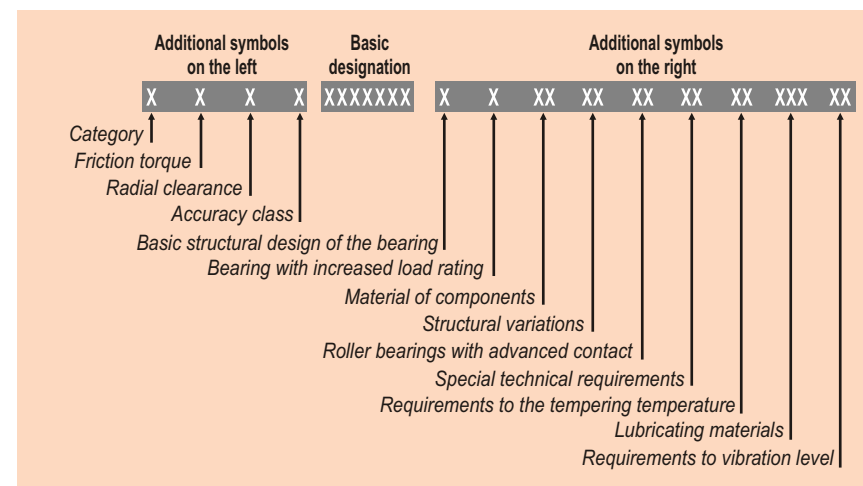 Additional symbols
on the left
Basic
designation
Additional symbols
on the right
X X X X XXXXXXX X X XX XX XX XX XX XXX XX
Category
Friction torque
Radial clearance
Accuracy class
Basic structural design of the bearing
Bearing with increased load rating
Material of components
Structural variations
Roller bearings with advanced contact
Special technical requirements
Requirements to the tempering temperature
Lubricating materials
Requirements to vibration level